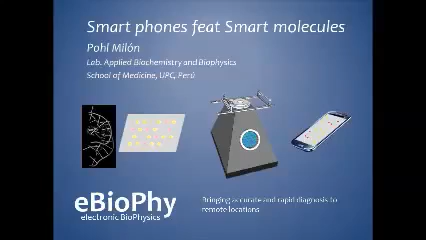 Smart phones feat Smart molecules
Pohl Milón
Lab. Applied Biochemistry and Biophysics
School of Medicine, UPC, Perú
eBioPhy
electronic BioPhysics
Bringing accurate and rapid diagnosis to
remote locations